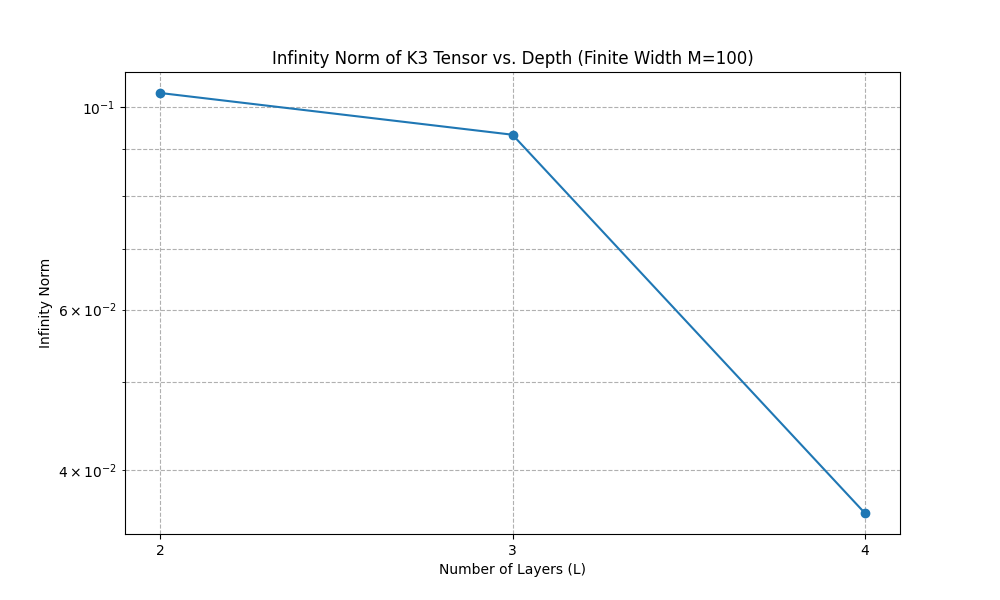 Infinity Norm of K3 Tensor vs. Depth (Finite Width M=100)
Infinity Norm
10⁻¹
6 × 10⁻²
4 × 10⁻²
2 3 4
Number of Layers (L)